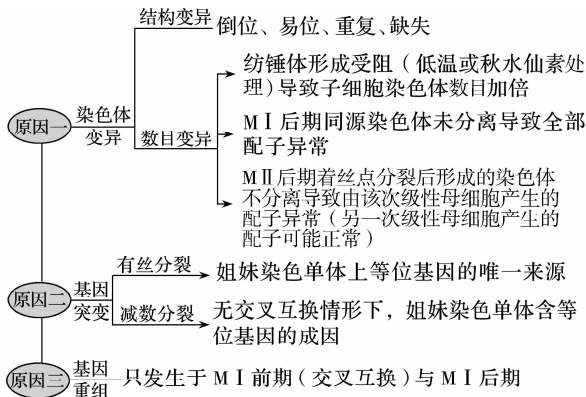 结构变异
倒位、易位、重复、缺失
纺锤体形成受阻（低温或秋水仙素处
理)导致子细胞染色体数目加倍
原因一
染色体
变异
数目变异
MⅠ后期同源染色体未分离导致全部
配子异常
MⅡ后期着丝点分裂后形成的染色体
不分离导致由该次级性母细胞产生的
配子异常（另一次级性母细胞产生的
配子可能正常）
原因二
基因
突变
有丝分裂
姐妹染色单体上等位基因的唯一来源
减数分裂
无交叉互换情形下，姐妹染色单体含等
位基因的成因
原因三
基因
重组
只发生于MⅠ前期（交叉互换）与MⅠ后期